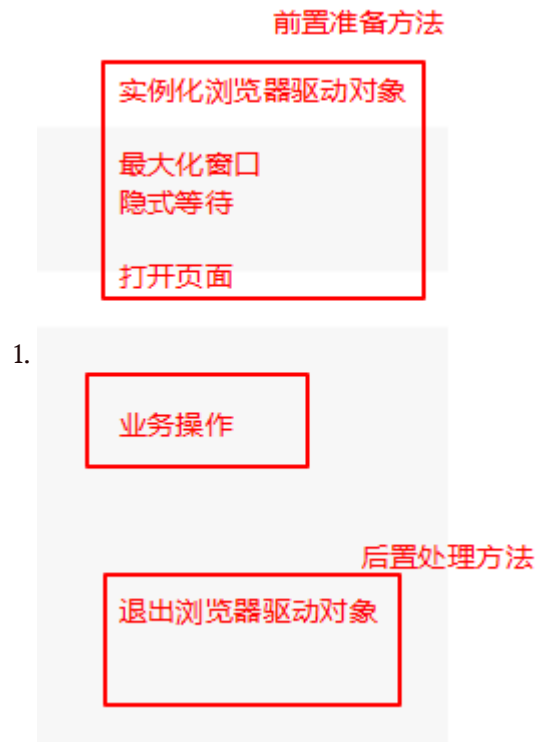 前置准备方法
实例化浏览器驱动对象
最大化窗口
隐式等待
打开页面
1.
业务操作
后置处理方法
退出浏览器驱动对象